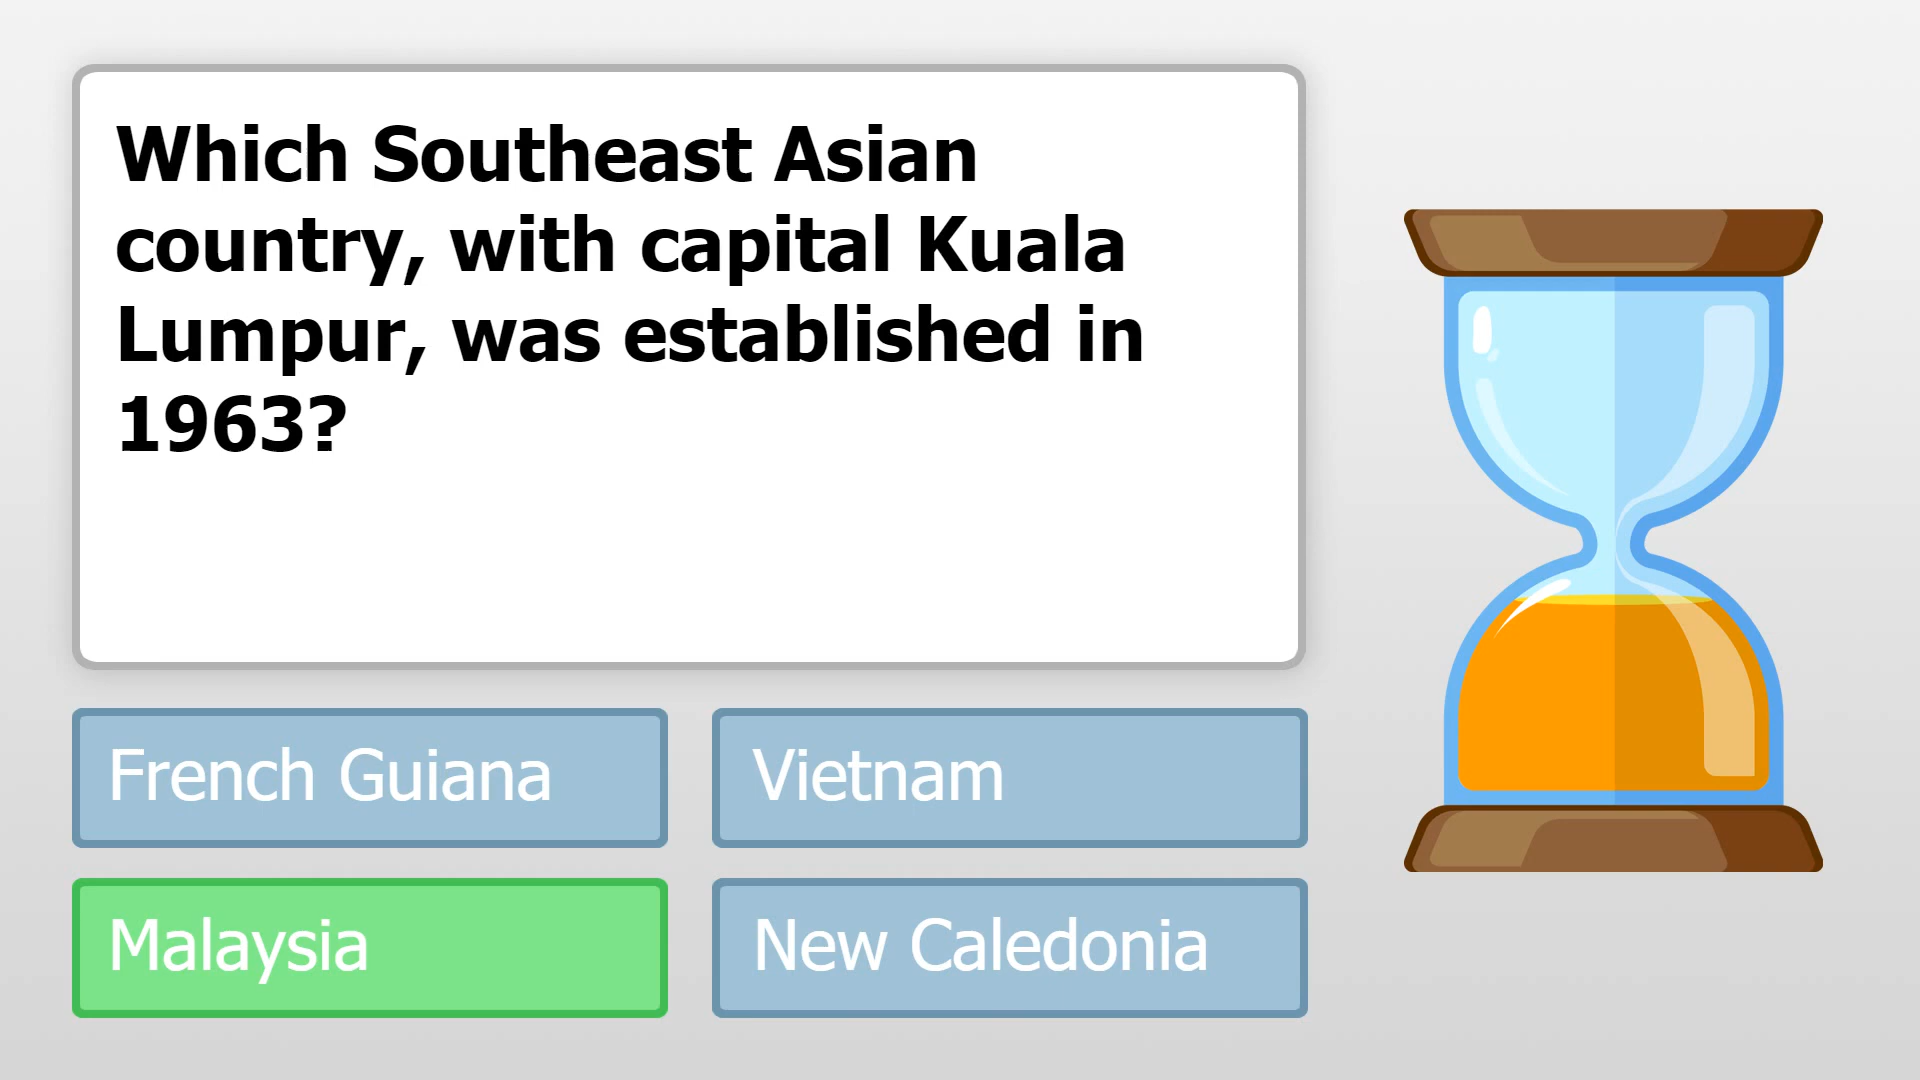 Which Southeast Asian
country, with capital Kuala
Lumpur, was established in
1963?
French Guiana
Vietnam
Malaysia
New Caledonia